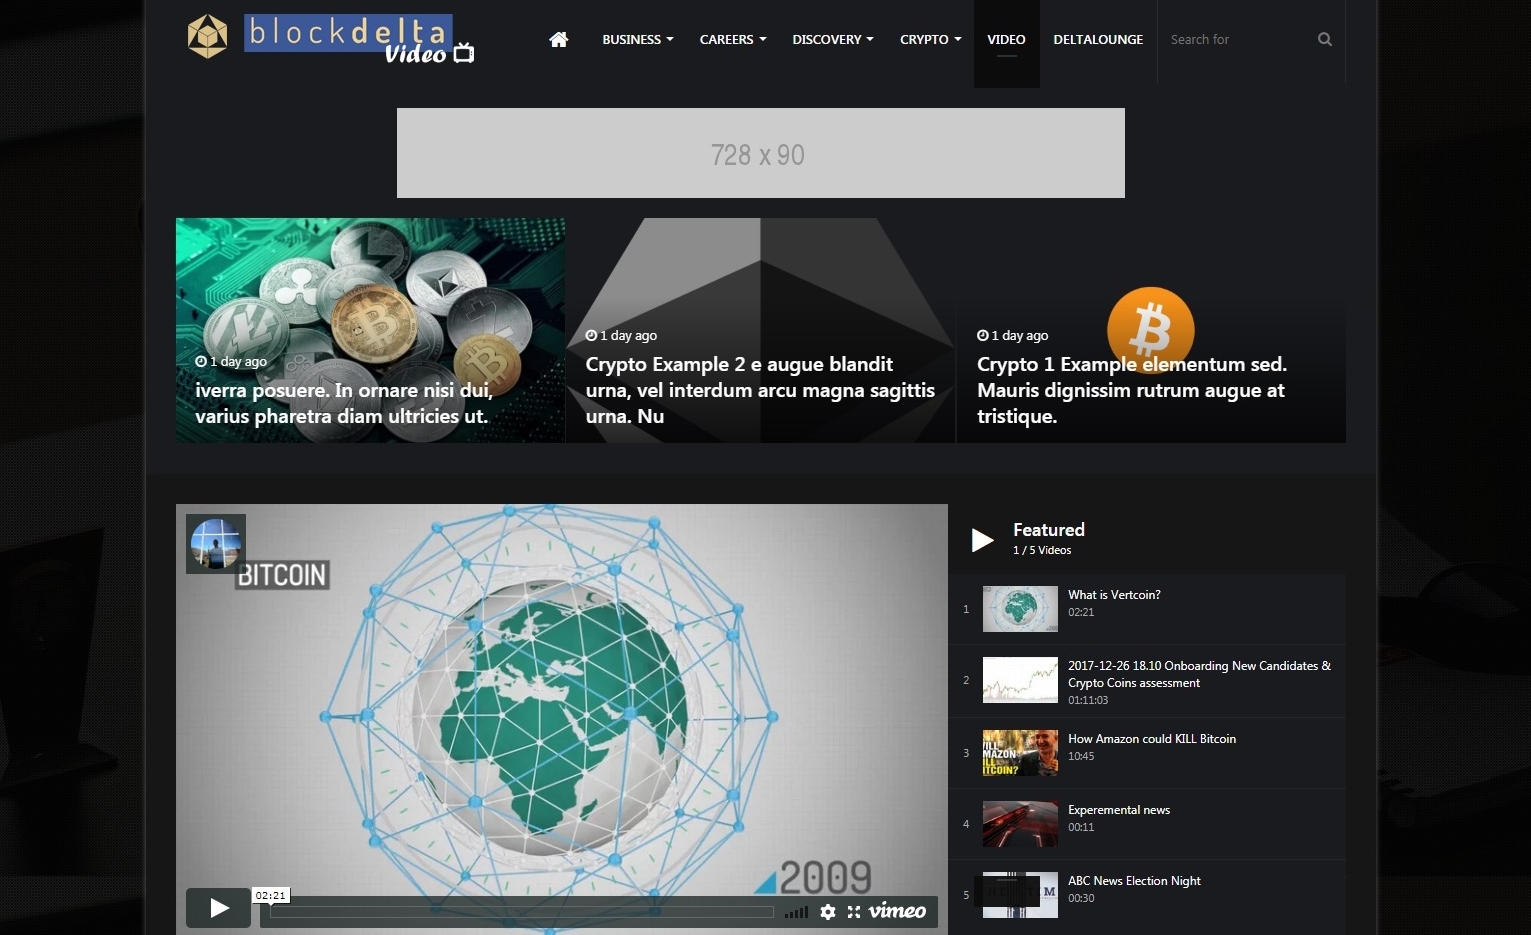 blockdelta
Video
BUSINESS
CAREERS
DISCOVERY
CRYPTO
VIDEO
DELTALOUNGE
Search for
728 x 90
1 day ago
iverra posuere. In ornare nisi dui,
varius pharetra diam ultricies ut.
1 day ago
Crypto Example 2 e augue blandit
urna, vel interdum arcu magna sagittis
urna. Nu
1 day ago
Crypto 1 Example elementum sed.
Mauris dignissim rutrum augue at
tristique.
BITCOIN
2009
02:21
vimeo
Featured
1 / 5 Videos
1
What is Vertcoin?
02:21
2
2017-12-26 18.10 Onboarding New Candidates &
Crypto Coins assessment
01:11:03
3
How Amazon could KILL Bitcoin
10:45
4
Experemental news
00:11
5
ABC News Election Night
00:30